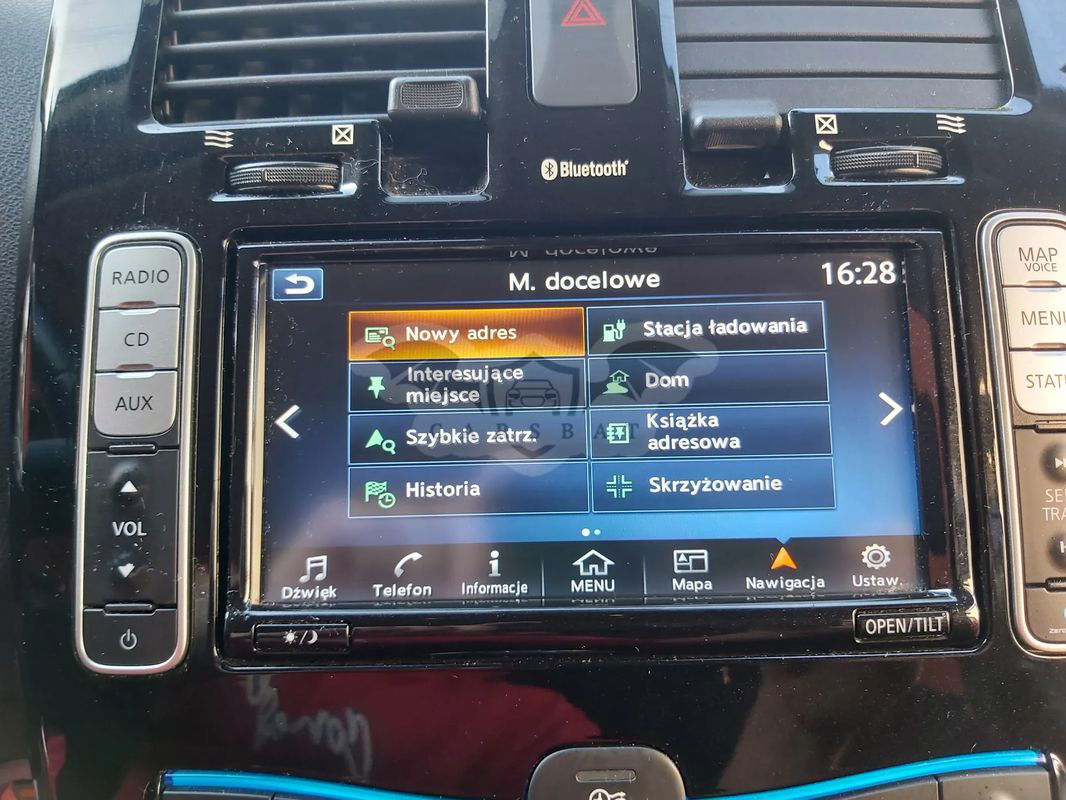 Bluetooth
RADIO
CD
AUX
VOL
M. docelowe
16:28
Nowy adres
Stacja ładowania
Interesujące
miejsce
Dom
Szybkie zatrz.
Książka
adresowa
Historia
Skrzyżowanie
CARSBAT
Dźwięk
Telefon
Informacje
MENU
Mapa
Nawigacja
Ustaw.
OPEN/TILT
MAP
VOICE
MENU